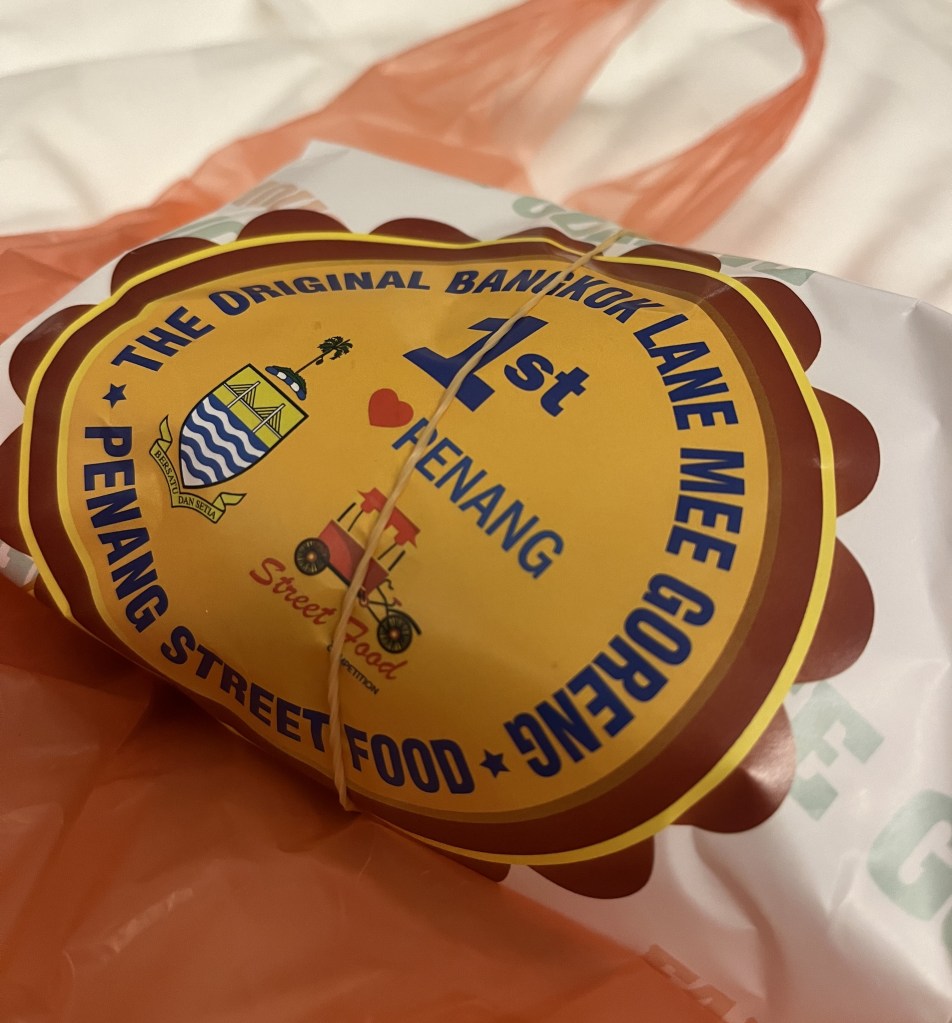 THE ORIGINAL BANGKOK LANE MEE GORENG
1st
PENANG
BERSATU DAN SETIA
Street Food
PENANG STREET FOOD